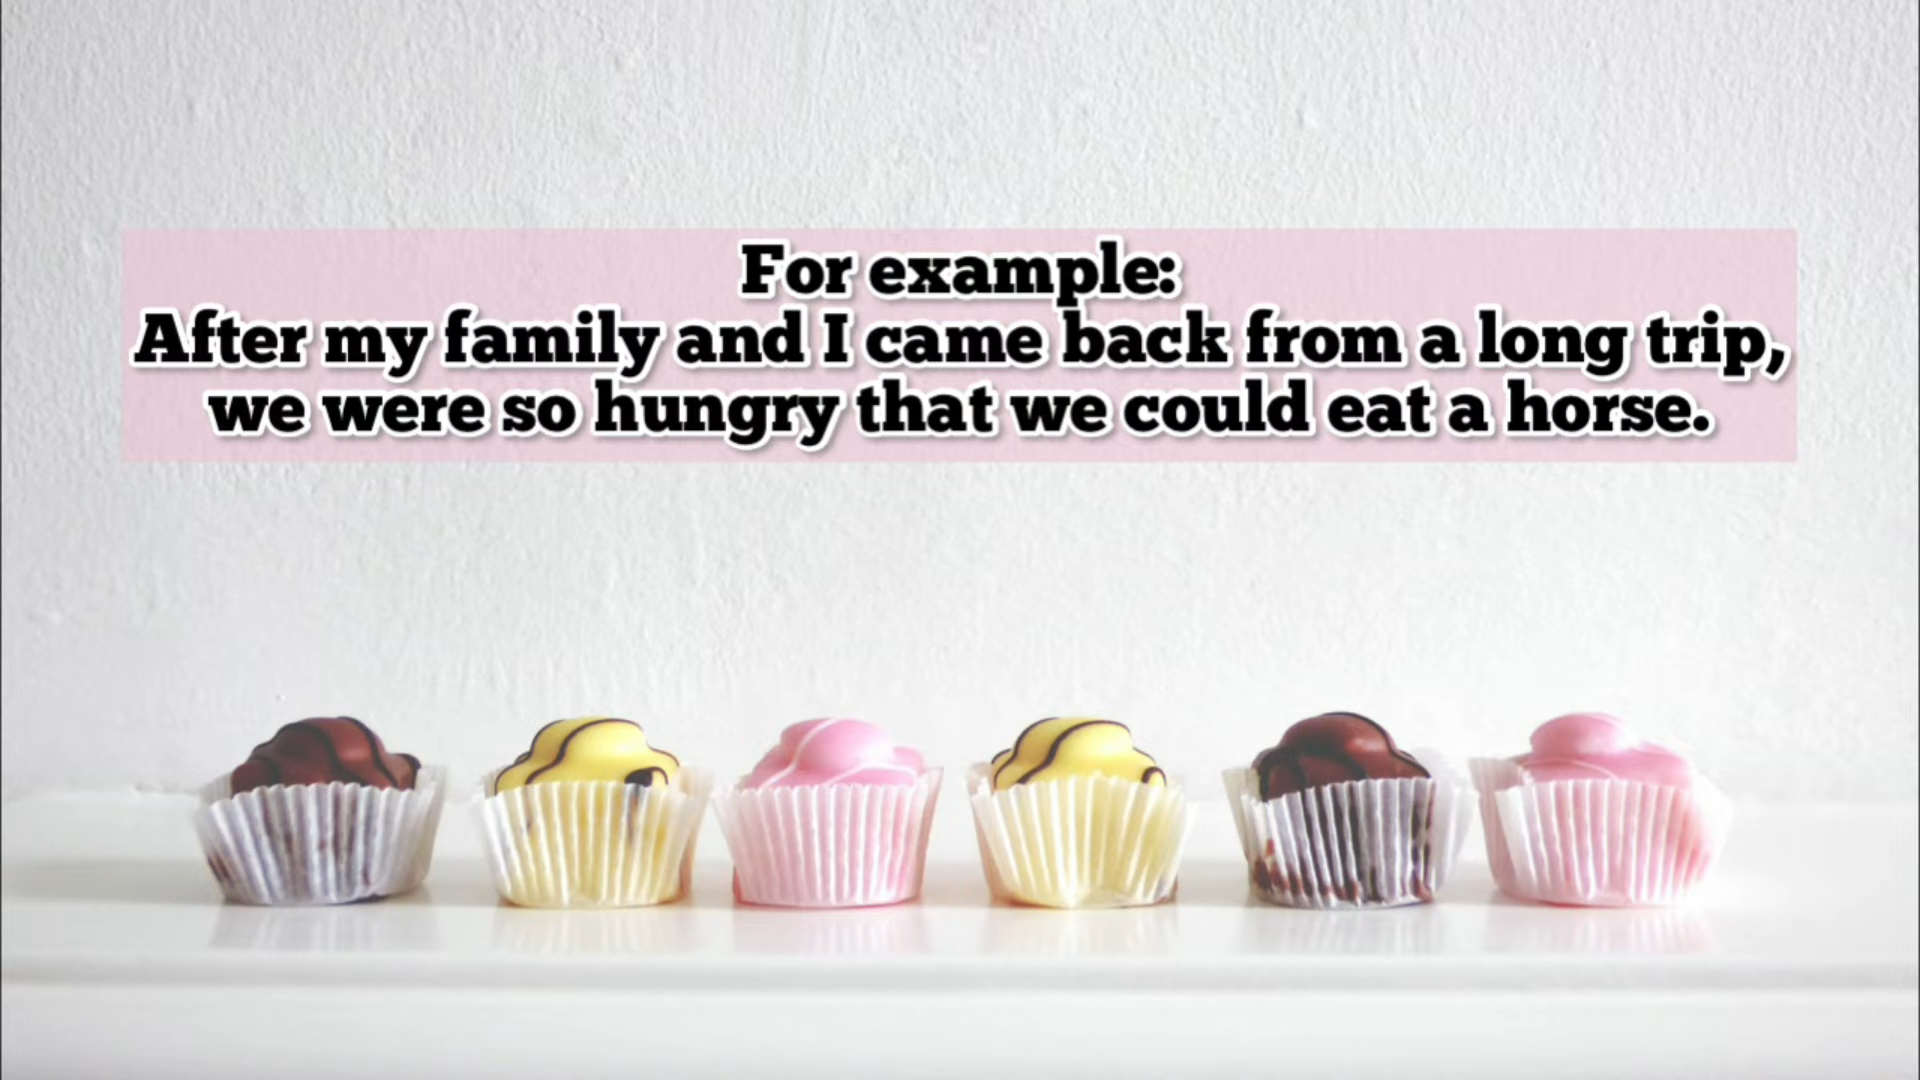 For example:
After my family and I came back from a long trip,
we were so hungry that we could eat a horse.